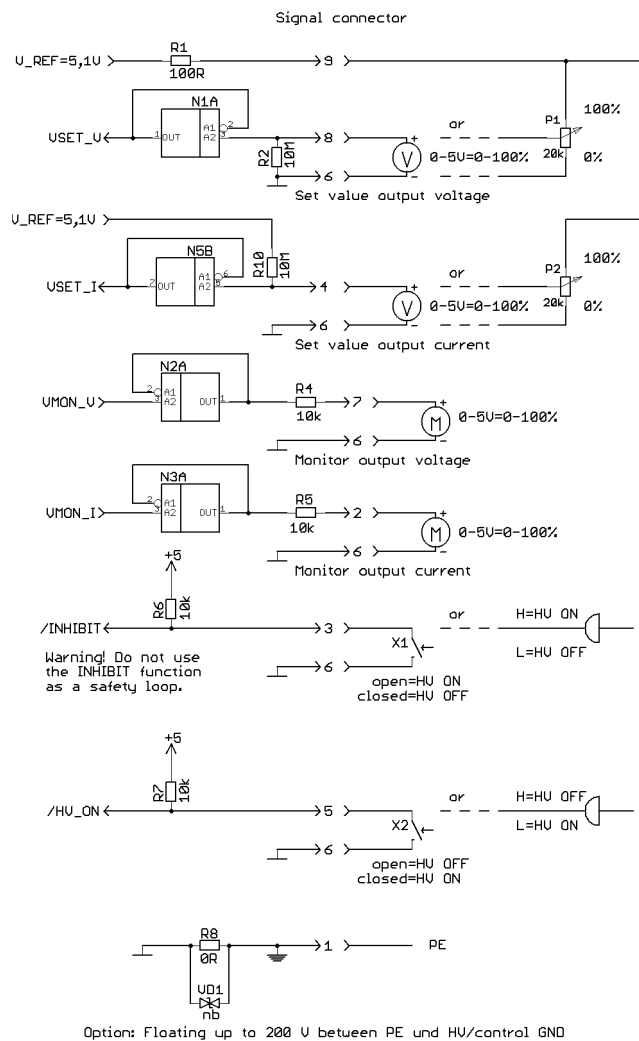 Signal connector
V_REF=5,1V R1 100R 9
N1A
VSET_V 1 OUT A1 2 A2 3 8 or P1 100%
R2 10M V + - 0-5V=0-100% 20k 0%
6
Set value output voltage
V_REF=5,1V
N5B R10 10M
VSET_I 7 OUT A1 6 A2 5 4 or P2 100%
V + - 0-5V=0-100% 20k 0%
6
Set value output current
N2A
VMON_V 2 A1 3 A2 OUT 1 R4 10k 7
M + - 0-5V=0-100%
6
Monitor output voltage
N3A
VMON_I 2 A1 3 A2 OUT 1 R5 10k 2
M + - 0-5V=0-100%
6
Monitor output current
+5
R6 10k
/INHIBIT 3 or H=HV ON
X1 L=HV OFF
6
Warning! Do not use
the INHIBIT function
as a safety loop.
open=HV ON
closed=HV OFF
+5
R7 10k
/HV_ON 5 or H=HV OFF
X2 L=HV ON
6
open=HV OFF
closed=HV ON
R8
0R
1 PE
VD1
nb
Option: Floating up to 200 V between PE und HV/control GND